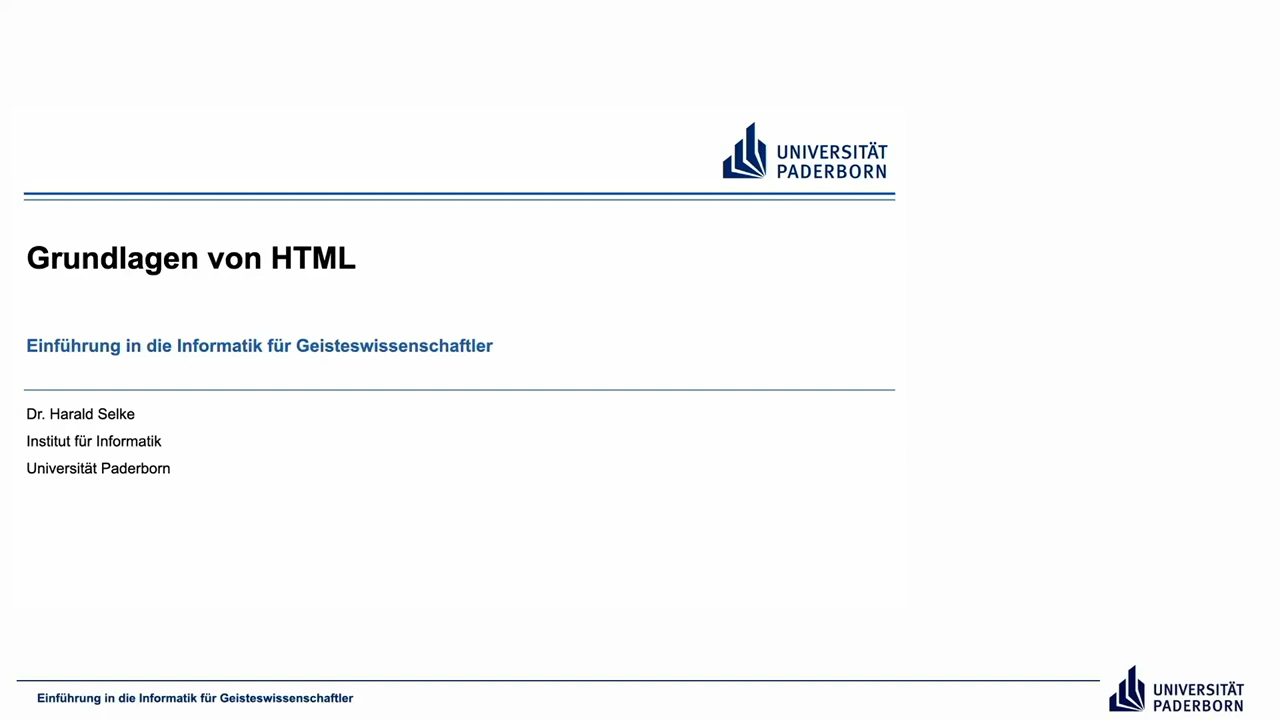 UNIVERSITÄT
PADERBORN
Grundlagen von HTML
Einführung in die Informatik für Geisteswissenschaftler
Dr. Harald Selke
Institut für Informatik
Universität Paderborn
Einführung in die Informatik für Geisteswissenschaftler
UNIVERSITÄT
PADERBORN